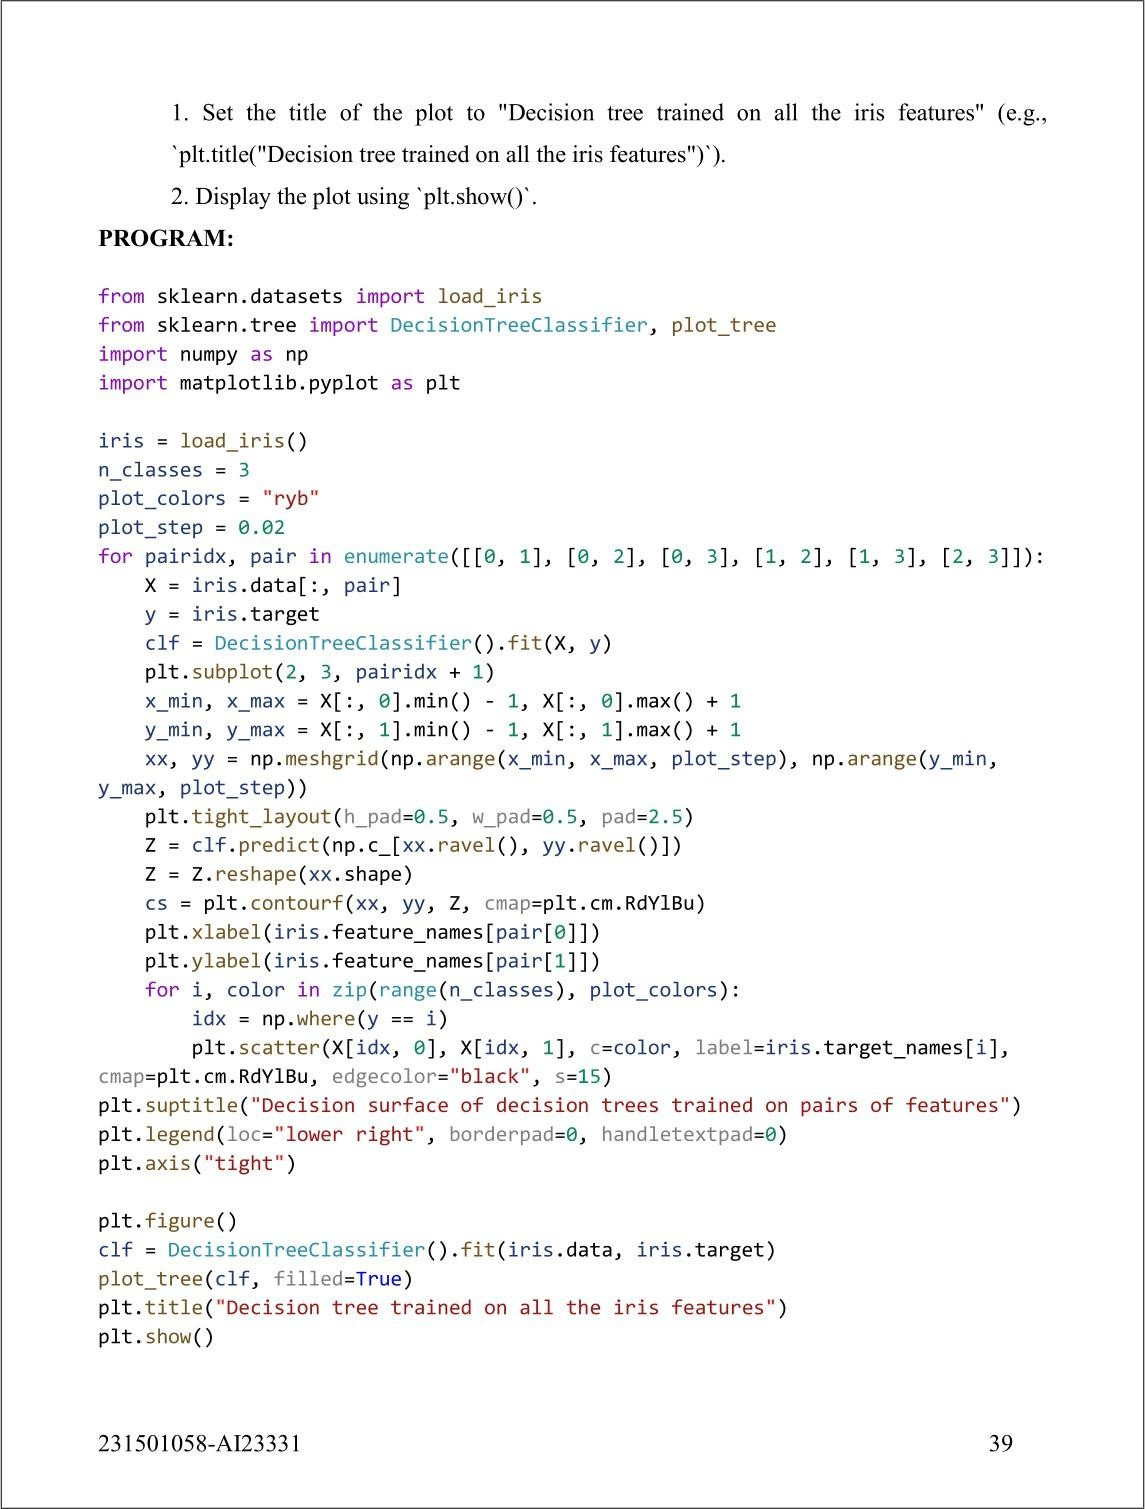 1. Set the title of the plot to "Decision tree trained on all the iris features" (e.g.,
`plt.title("Decision tree trained on all the iris features")`).
2. Display the plot using `plt.show()`.
PROGRAM:
from sklearn.datasets import load_iris
from sklearn.tree import DecisionTreeClassifier, plot_tree
import numpy as np
import matplotlib.pyplot as plt
iris = load_iris()
n_classes = 3
plot_colors = "ryb"
plot_step = 0.02
for pairidx, pair in enumerate([[0, 1], [0, 2], [0, 3], [1, 2], [1, 3], [2, 3]]):
    X = iris.data[:, pair]
    y = iris.target
    clf = DecisionTreeClassifier().fit(X, y)
    plt.subplot(2, 3, pairidx + 1)
    x_min, x_max = X[:, 0].min() - 1, X[:, 0].max() + 1
    y_min, y_max = X[:, 1].min() - 1, X[:, 1].max() + 1
    xx, yy = np.meshgrid(np.arange(x_min, x_max, plot_step), np.arange(y_min,
y_max, plot_step))
    plt.tight_layout(h_pad=0.5, w_pad=0.5, pad=2.5)
    Z = clf.predict(np.c_[xx.ravel(), yy.ravel()])
    Z = Z.reshape(xx.shape)
    cs = plt.contourf(xx, yy, Z, cmap=plt.cm.RdYlBu)
    plt.xlabel(iris.feature_names[pair[0]])
    plt.ylabel(iris.feature_names[pair[1]])
    for i, color in zip(range(n_classes), plot_colors):
        idx = np.where(y == i)
        plt.scatter(X[idx, 0], X[idx, 1], c=color, label=iris.target_names[i],
cmap=plt.cm.RdYlBu, edgecolor="black", s=15)
plt.suptitle("Decision surface of decision trees trained on pairs of features")
plt.legend(loc="lower right", borderpad=0, handletextpad=0)
plt.axis("tight")
plt.figure()
clf = DecisionTreeClassifier().fit(iris.data, iris.target)
plot_tree(clf, filled=True)
plt.title("Decision tree trained on all the iris features")
plt.show()
231501058-AI23331 39